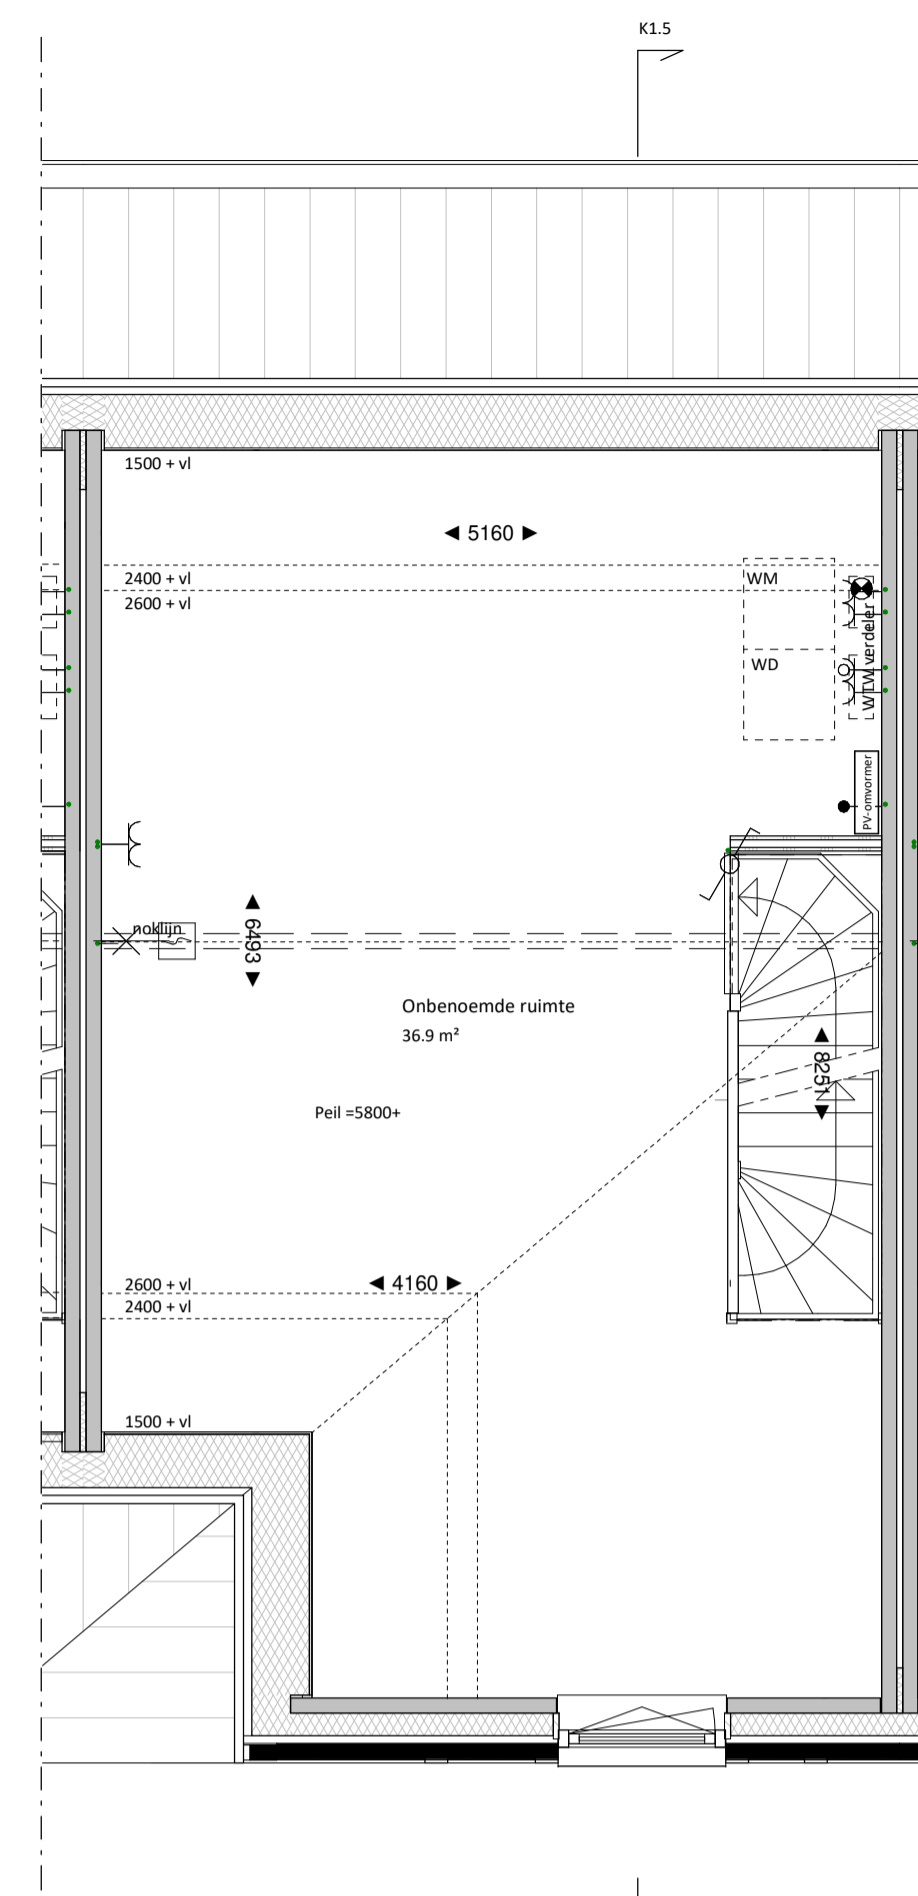 K1.5
1500 + vl
◄ 5160 ►
2400 + vl
2600 + vl
WM
WD
WTW verdeler
PV-omvormer
noklijn
◄ 6493 ►
Onbenoemde ruimte
36.9 m²
◄ 8251 ►
Peil =5800+
2600 + vl
◄ 4160 ►
2400 + vl
1500 + vl